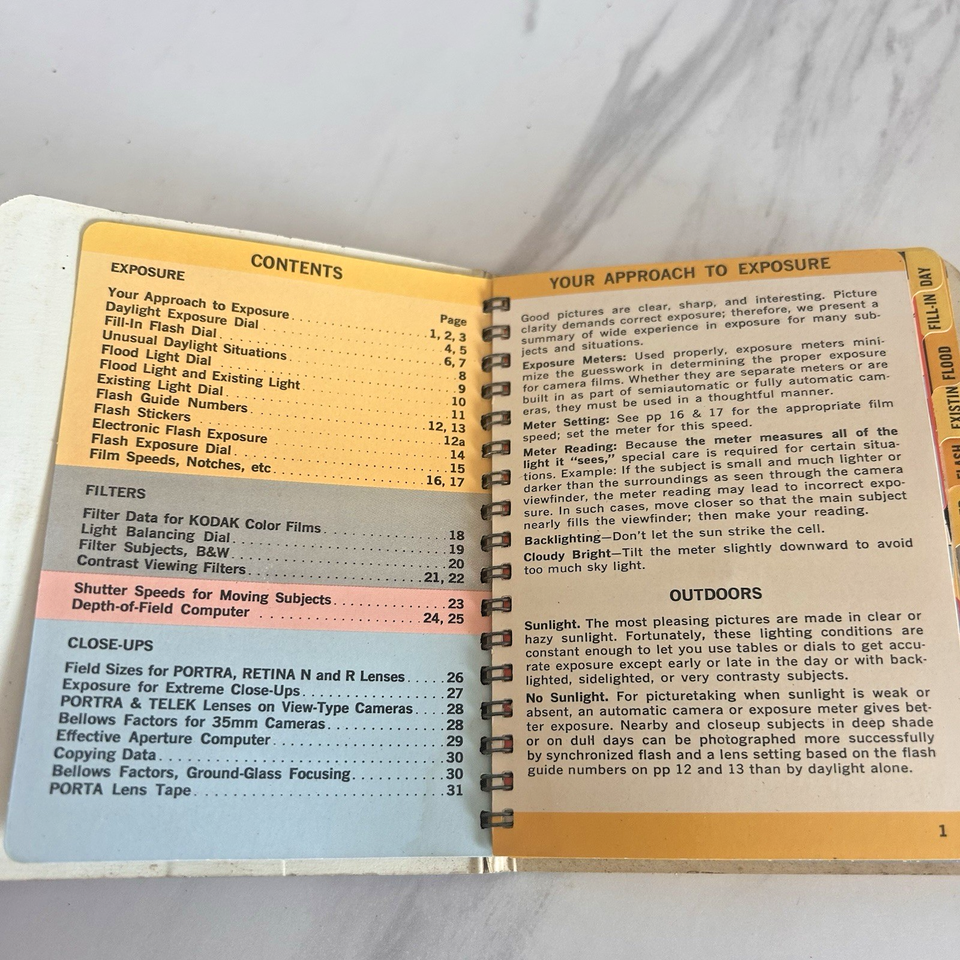 CONTENTS
EXPOSURE
Page
Your Approach to Exposure 1, 2, 3
Daylight Exposure Dial 4, 5
Fill-In Flash Dial 6, 7
Unusual Daylight Situations 8
Flood Light Dial 9
Flood Light and Existing Light 10
Existing Light Dial 11
Flash Guide Numbers 12, 13
Flash Stickers 12a
Electronic Flash Exposure 14
Flash Exposure Dial 15
Film Speeds, Notches, etc 16, 17
FILTERS
Filter Data for KODAK Color Films 18
Light Balancing Dial 19
Filter Subjects, B&W 20
Contrast Viewing Filters 21, 22
Shutter Speeds for Moving Subjects 23
Depth-of-Field Computer 24, 25
CLOSE-UPS
Field Sizes for PORTRA, RETINA N and R Lenses 26
Exposure for Extreme Close-Ups 27
PORTRA & TELEK Lenses on View-Type Cameras 28
Bellows Factors for 35mm Cameras 28
Effective Aperture Computer 29
Copying Data 30
Bellows Factors, Ground-Glass Focusing 30
PORTA Lens Tape 31
YOUR APPROACH TO EXPOSURE
Good pictures are clear, sharp, and interesting. Picture
clarity demands correct exposure; therefore, we present a
summary of wide experience in exposure for many sub-
jects and situations.
Exposure Meters: Used properly, exposure meters mini-
mize the guesswork in determining the proper exposure
for camera films. Whether they are separate meters or are
built in as part of semiautomatic or fully automatic cam-
eras, they must be used in a thoughtful manner.
Meter Setting: See pp 16 & 17 for the appropriate film
speed; set the meter for this speed.
Meter Reading: Because the meter measures all of the
light it "sees," special care is required for certain situa-
tions. Example: If the subject is small and much lighter or
darker than the surroundings as seen through the camera
viewfinder, the meter reading may lead to incorrect expo-
sure. In such cases, move closer so that the main subject
nearly fills the viewfinder; then make your reading.
Backlighting—Don't let the sun strike the cell.
Cloudy Bright—Tilt the meter slightly downward to avoid
too much sky light.
OUTDOORS
Sunlight. The most pleasing pictures are made in clear or
hazy sunlight. Fortunately, these lighting conditions are
constant enough to let you use tables or dials to get accu-
rate exposure except early or late in the day or with back-
lighted, sidelighted, or very contrasty subjects.
No Sunlight. For picturetaking when sunlight is weak or
absent, an automatic camera or exposure meter gives bet-
ter exposure. Nearby and closeup subjects in deep shade
or on dull days can be photographed more successfully
by synchronized flash and a lens setting based on the flash
guide numbers on pp 12 and 13 than by daylight alone.
1
FILL-IN DAY
EXISTIN FLOOD
FLASH